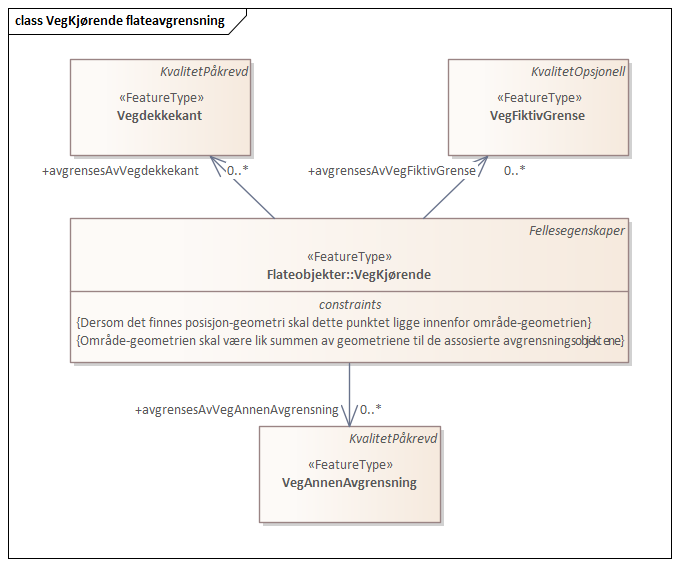 class VegKjørende flateavgrensning
KvalitetPåkrevd
«FeatureType»
Vegdekkekant
KvalitetOpsjonell
«FeatureType»
VegFiktivGrense
+avgrensesAvVegdekkekant 0..*
+avgrensesAvVegFiktivGrense 0..*
Fellesegenskaper
«FeatureType»
Flateobjekter::VegKjørende
constraints
{Dersom det finnes posisjon-geometri skal dette punktet ligge innenfor område-geometrien}
{Område-geometrien skal være lik summen av geometriene til de assosierte avgrensningsobjektene}
+avgrensesAvVegAnnenAvgrensning 0..*
KvalitetPåkrevd
«FeatureType»
VegAnnenAvgrensning